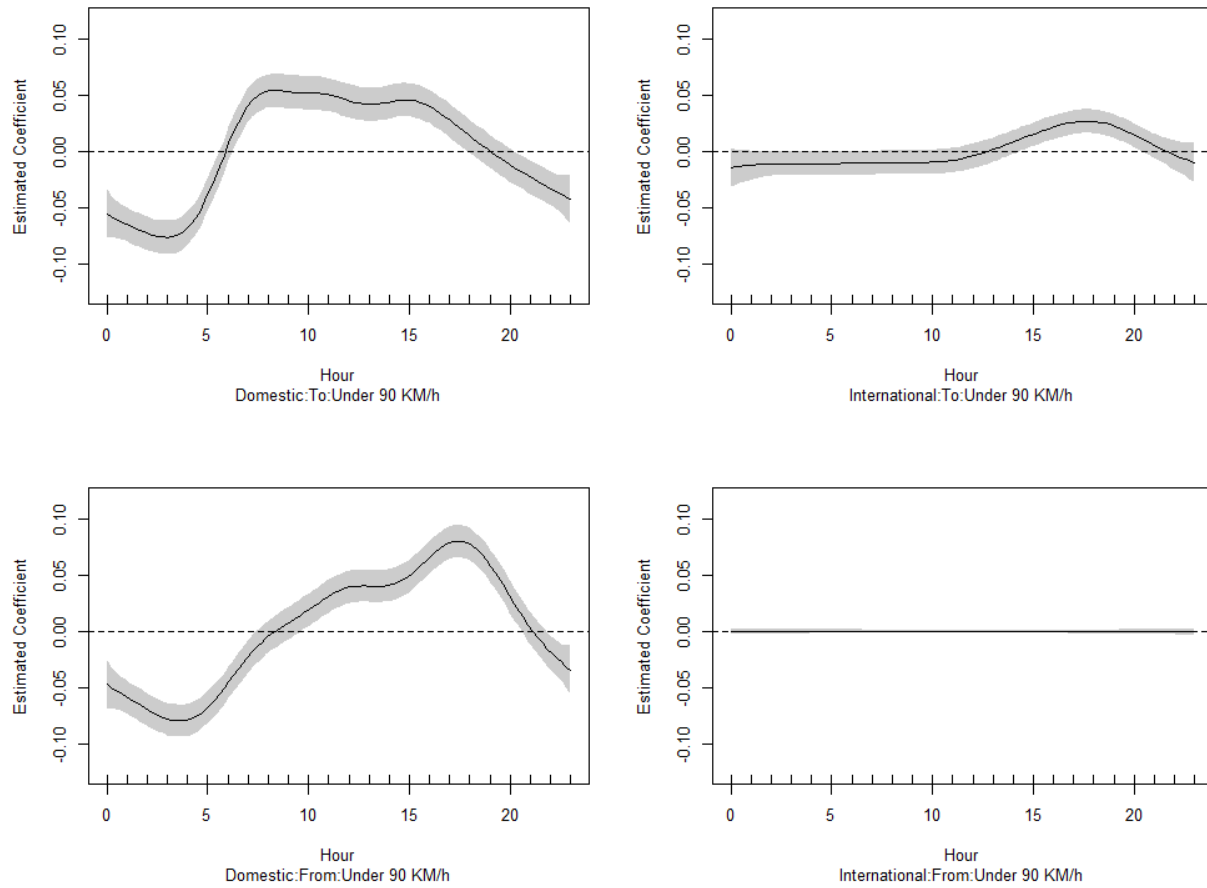 Estimated Coefficient
0.10
0.05
0.00
-0.05
-0.10
0 5 10 15 20
Hour
Domestic:To:Under 90 KM/h
Estimated Coefficient
0.10
0.05
0.00
-0.05
-0.10
0 5 10 15 20
Hour
International:To:Under 90 KM/h
Estimated Coefficient
0.10
0.05
0.00
-0.05
-0.10
0 5 10 15 20
Hour
Domestic:From:Under 90 KM/h
Estimated Coefficient
0.10
0.05
0.00
-0.05
-0.10
0 5 10 15 20
Hour
International:From:Under 90 KM/h